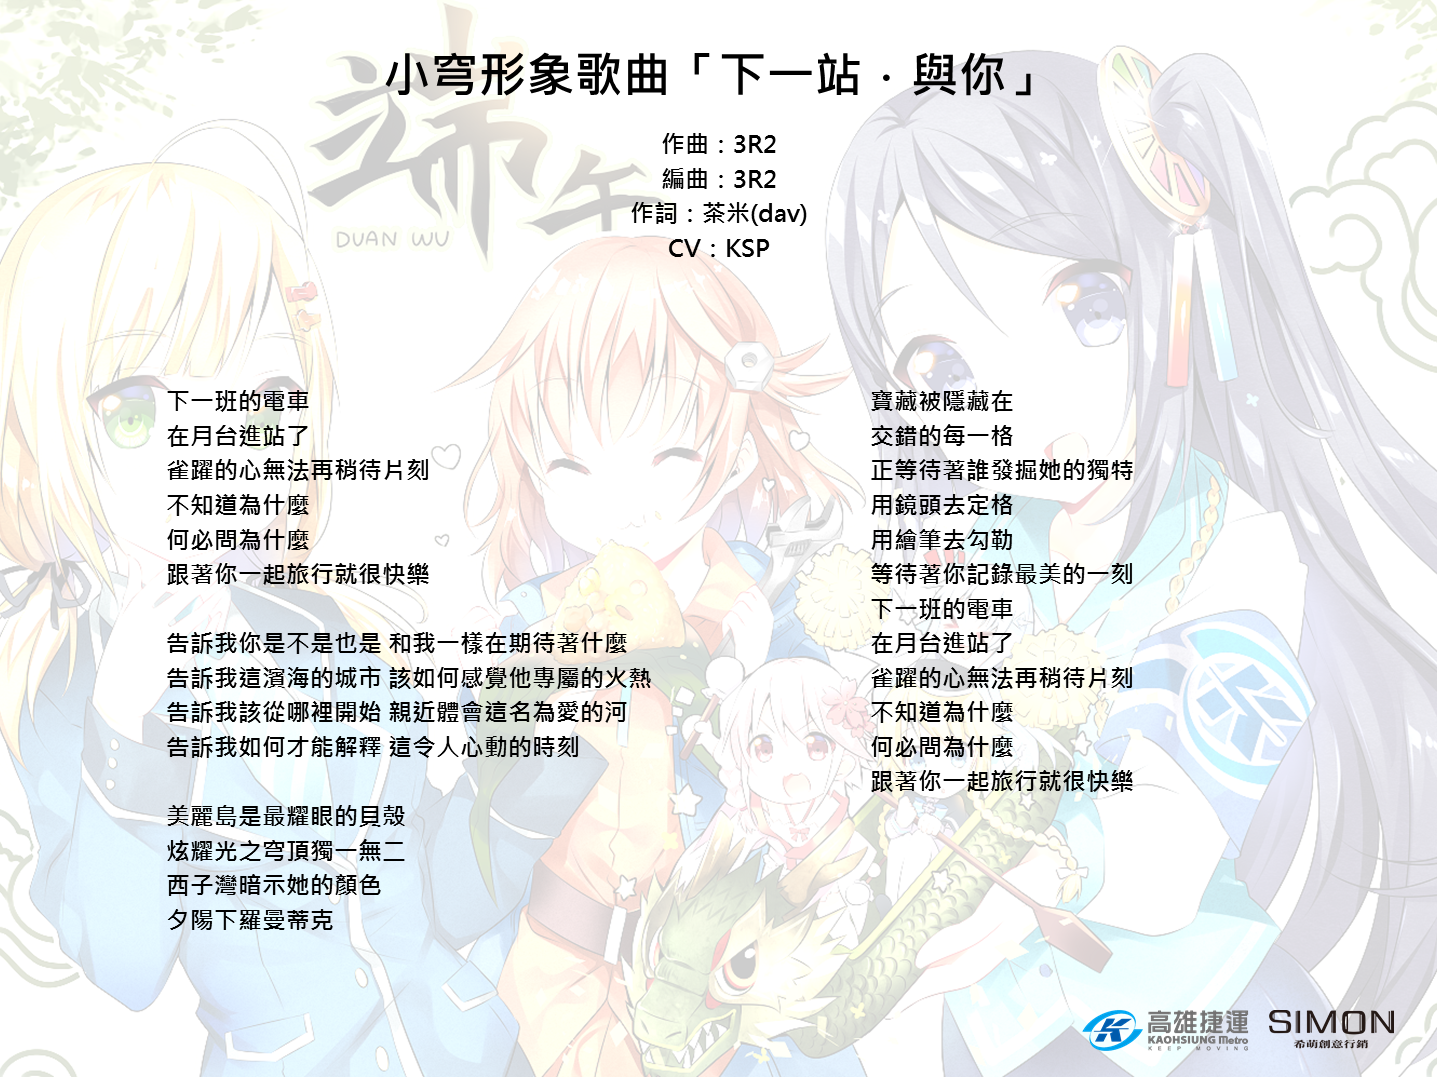 小穹形象歌曲「下一站．與你」
端午
DUAN WU
作曲：3R2
編曲：3R2
作詞：茶米(dav)
CV：KSP
下一班的電車
在月台進站了
雀躍的心無法再稍待片刻
不知道為什麼
何必問為什麼
跟著你一起旅行就很快樂
告訴我你是不是也是 和我一樣在期待著什麼
告訴我這濱海的城市 該如何感覺他專屬的火熱
告訴我該從哪裡開始 親近體會這名為愛的河
告訴我如何才能解釋 這令人心動的時刻
美麗島是最耀眼的貝殼
炫耀光之穹頂獨一無二
西子灣暗示她的顏色
夕陽下羅曼蒂克
寶藏被隱藏在
交錯的每一格
正等待著誰發掘她的獨特
用鏡頭去定格
用繪筆去勾勒
等待著你記錄最美的一刻
下一班的電車
在月台進站了
雀躍的心無法再稍待片刻
不知道為什麼
何必問為什麼
跟著你一起旅行就很快樂
高雄捷運
KAOHSIUNG Metro
KEEP MOVING
SIMON
希萌創意行銷